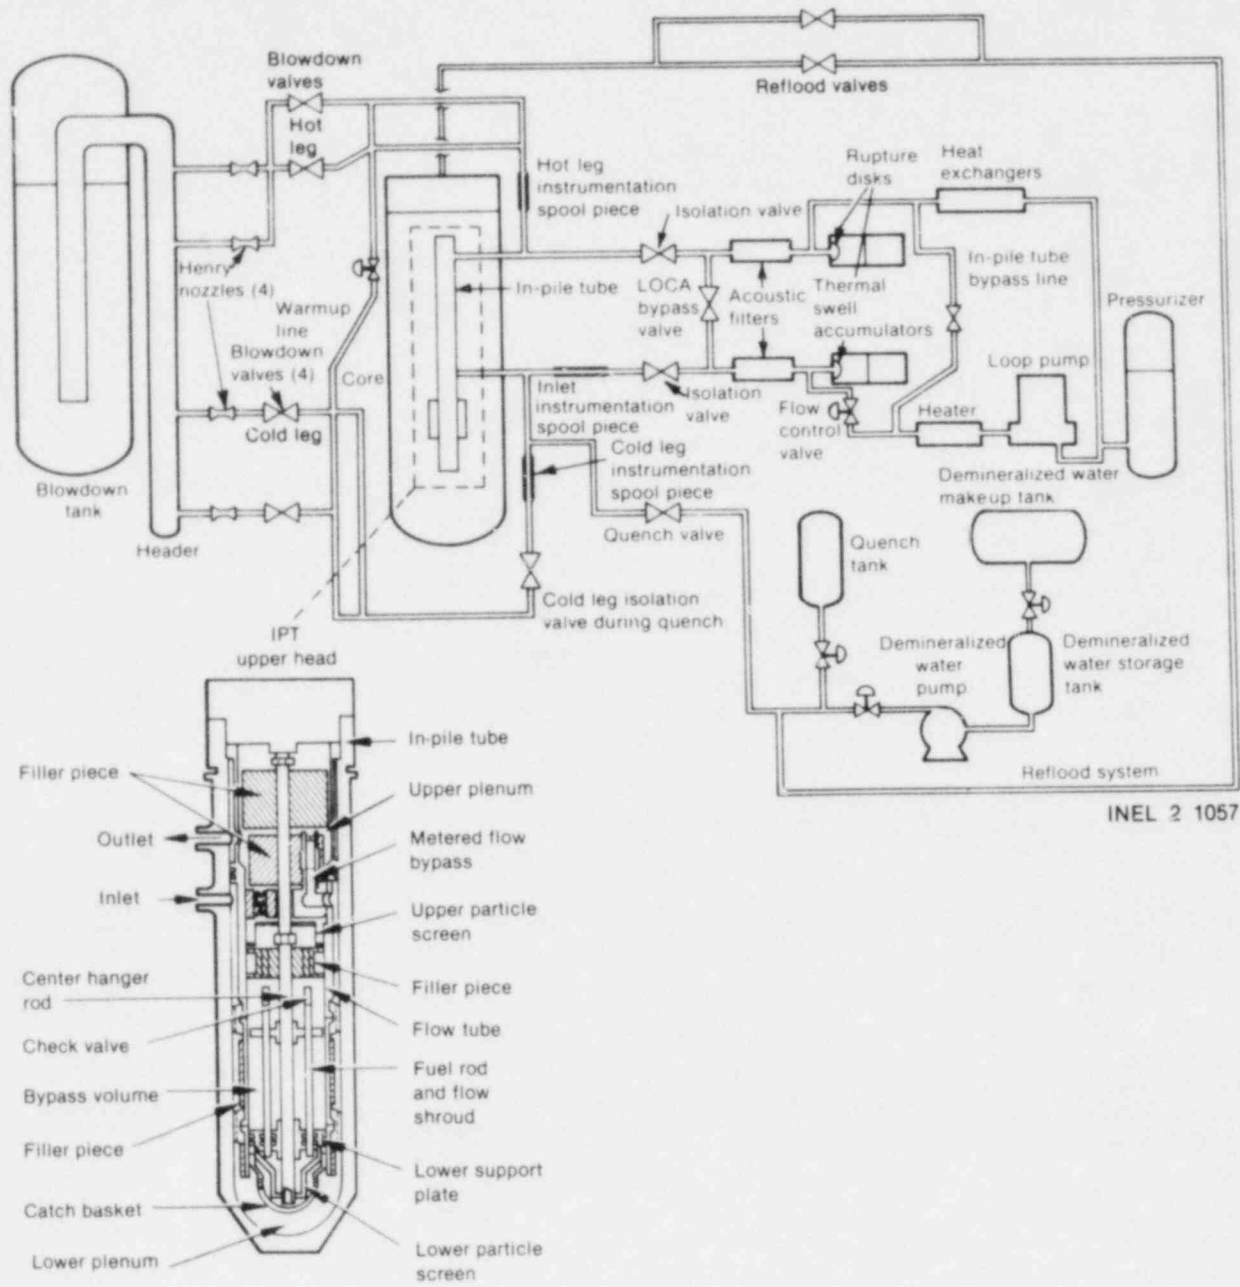 Blowdown
valves
Hot
leg
Reflood valves
Hot leg
instrumentation
spool piece
Isolation valve
Rupture
disks
Heat
exchangers
Henry
nozzles (4)
Warmup
line
Blowdown
valves (4)
Core
In-pile tube
LOCA
bypass
valve
Acoustic
filters
Thermal
swell
accumulators
In-pile tube
bypass line
Pressurizer
Loop pump
Cold leg
Inlet
instrumentation
spool piece
Isolation
valve
Flow
control
valve
Heater
Blowdown
tank
Header
Cold leg
instrumentation
spool piece
Quench valve
Demineralized water
makeup tank
Quench
tank
Cold leg isolation
valve during quench
IPT
upper head
Demineralized
water
pump
Demineralized
water storage
tank
Reflood system
INEL 2 1057
In-pile tube
Filler piece
Upper plenum
Outlet
Metered flow
bypass
Inlet
Upper particle
screen
Center hanger
rod
Filler piece
Flow tube
Check valve
Fuel rod
and flow
shroud
Bypass volume
Filler piece
Lower support
plate
Catch basket
Lower plenum
Lower particle
screen